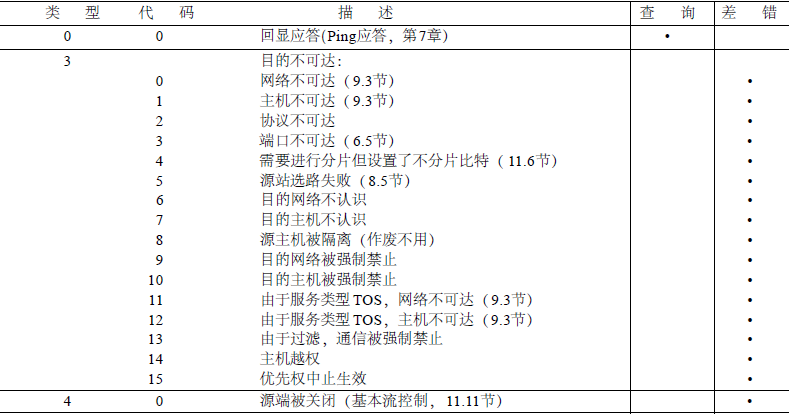 类 型 代 码 描 述 查 询 差 错
0 0 回显应答(Ping应答，第7章) •
3 目的不可达：
0 网络不可达（9.3节） •
1 主机不可达（9.3节） •
2 协议不可达 •
3 端口不可达（6.5节） •
4 需要进行分片但设置了不分片比特（11.6节） •
5 源站选路失败（8.5节） •
6 目的网络不认识 •
7 目的主机不认识 •
8 源主机被隔离（作废不用） •
9 目的网络被强制禁止 •
10 目的主机被强制禁止 •
11 由于服务类型TOS，网络不可达（9.3节） •
12 由于服务类型TOS，主机不可达（9.3节） •
13 由于过滤，通信被强制禁止 •
14 主机越权 •
15 优先权中止生效 •
4 0 源端被关闭（基本流控制，11.11节） •